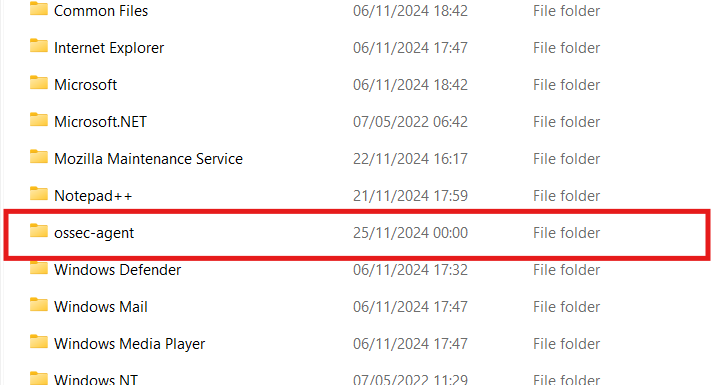 Common Files 06/11/2024 18:42 File folder
Internet Explorer 06/11/2024 17:47 File folder
Microsoft 06/11/2024 18:42 File folder
Microsoft.NET 07/05/2022 06:42 File folder
Mozilla Maintenance Service 22/11/2024 16:17 File folder
Notepad++ 21/11/2024 17:59 File folder
ossec-agent 25/11/2024 00:00 File folder
Windows Defender 06/11/2024 17:32 File folder
Windows Mail 06/11/2024 17:47 File folder
Windows Media Player 06/11/2024 17:47 File folder
Windows NT 07/05/2022 11:29 File folder